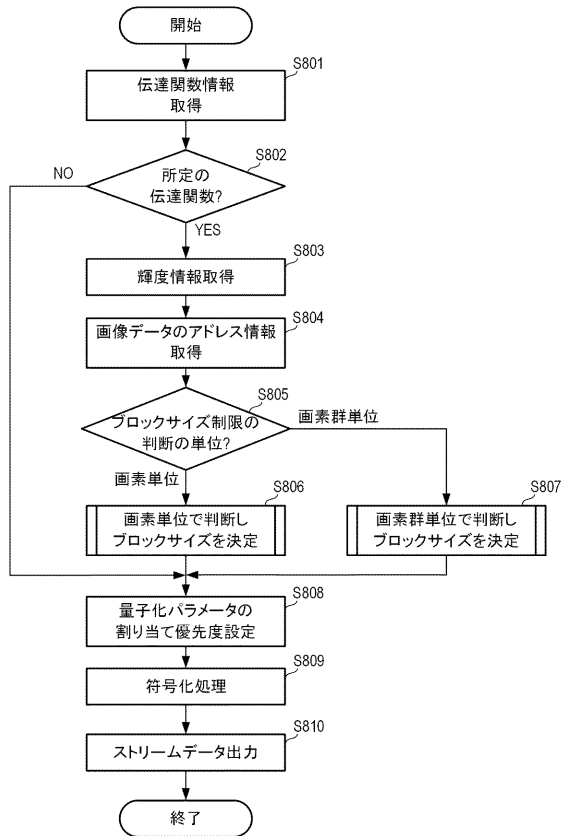 開始
S801
伝達関数情報
取得
S802
NO
所定の
伝達関数?
YES
S803
輝度情報取得
S804
画像データのアドレス情報
取得
S805
ブロックサイズ制限の
判断の単位?
画素群単位
画素単位
S806
画素単位で判断し
ブロックサイズを決定
S807
画素群単位で判断し
ブロックサイズを決定
S808
量子化パラメータの
割り当て優先度設定
S809
符号化処理
S810
ストリームデータ出力
終了